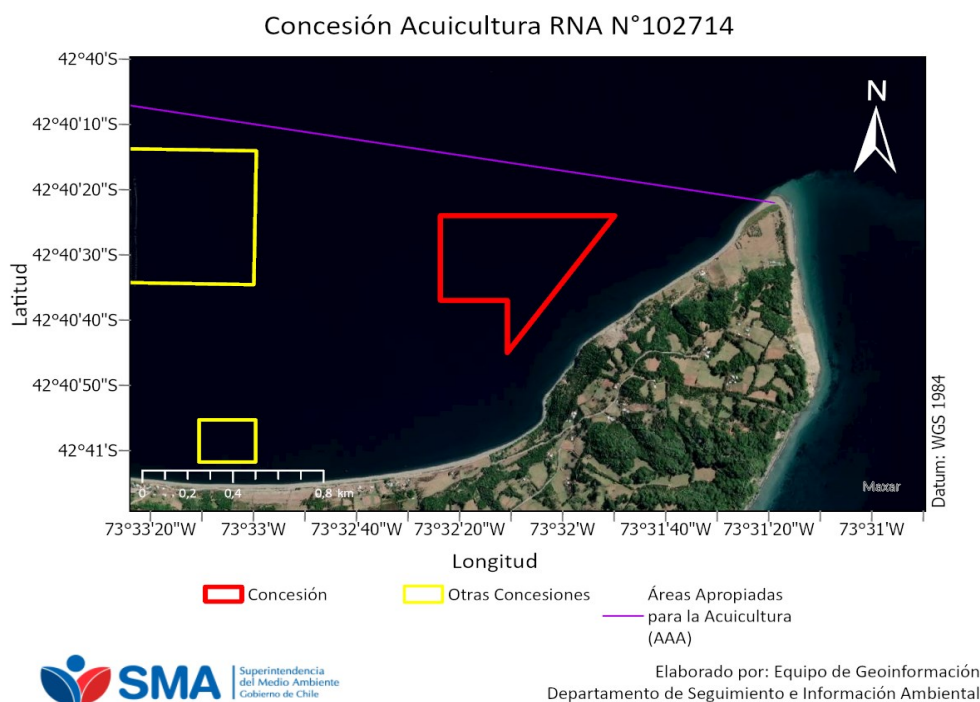 Concesión Acuicultura RNA N°102714
N
42°40'S
42°40'10"S
42°40'20"S
42°40'30"S
42°40'40"S
42°40'50"S
42°41'S
Latitud
0 0,2 0,4 0,8 km
Maxar
Datum: WGS 1984
73°33'20"W 73°33'W 73°32'40"W 73°32'20"W 73°32'W 73°31'40"W 73°31'20"W 73°31'W
Longitud
Concesión
Otras Concesiones
Áreas Apropiadas
para la Acuicultura
(AAA)
SMA
Superintendencia
del Medio Ambiente
Gobierno de Chile
Elaborado por: Equipo de Geoinformación
Departamento de Seguimiento e Información Ambiental